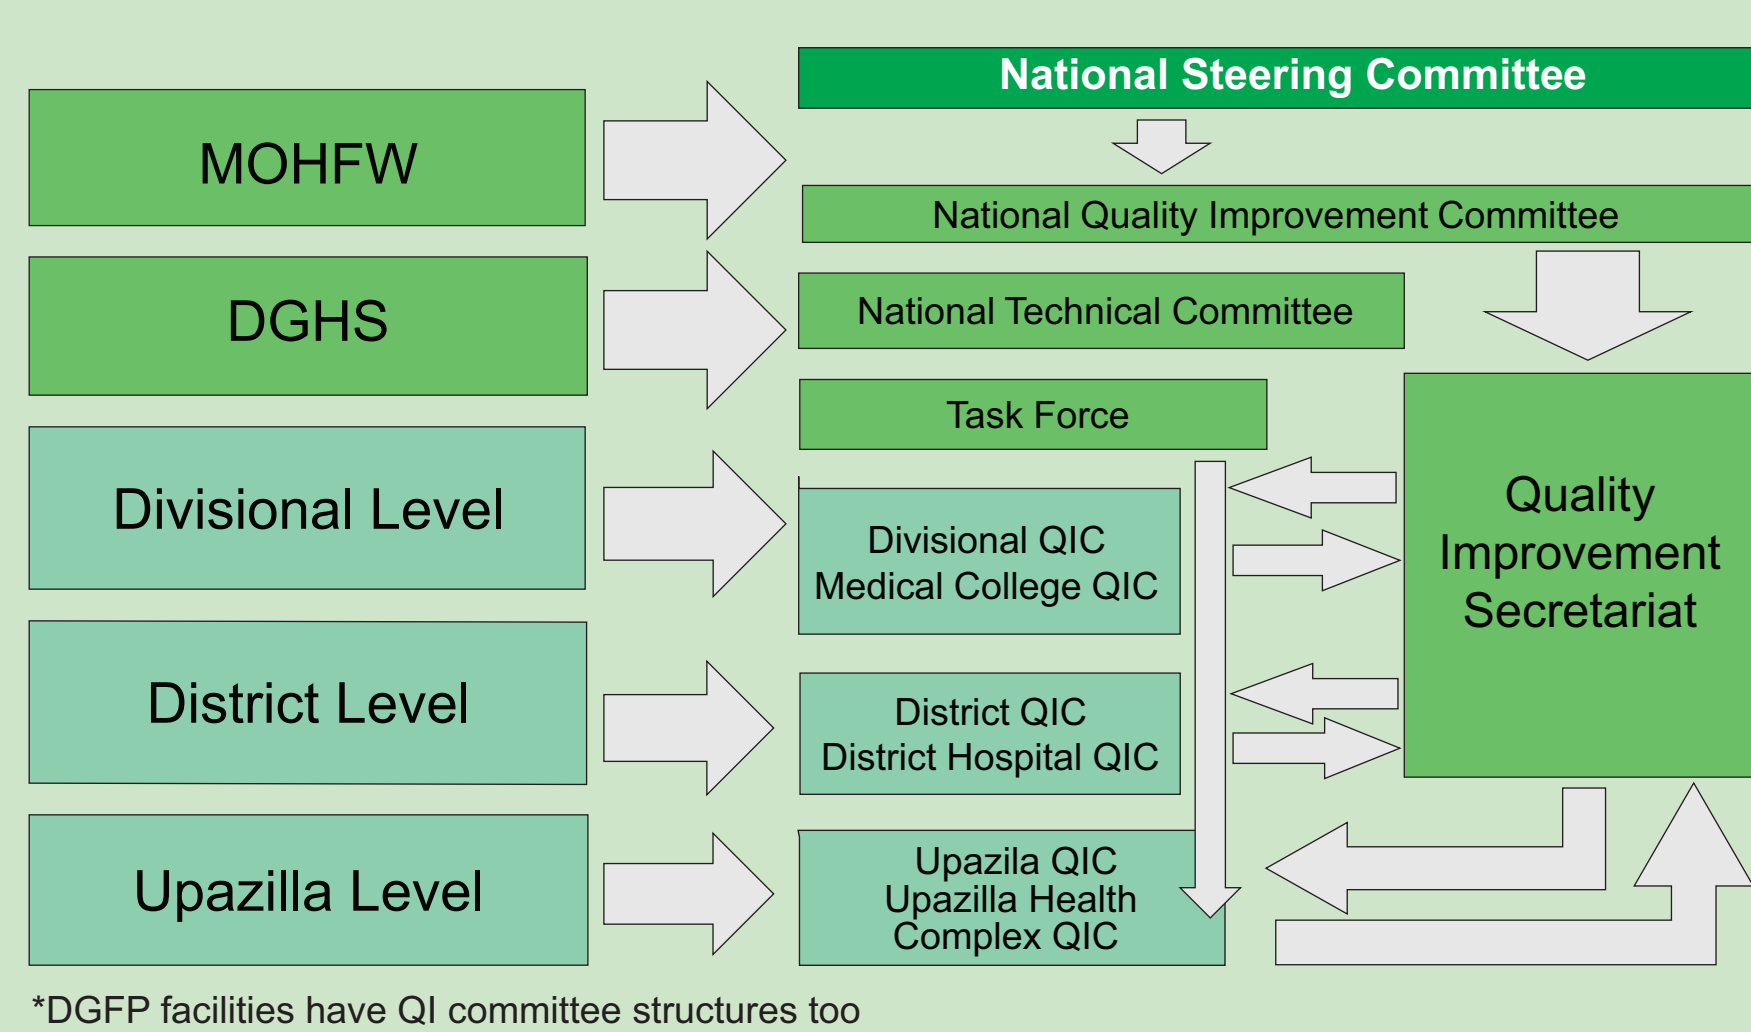 National Steering Committee
MOHFW
National Quality Improvement Committee
DGHS
National Technical Committee
Task Force
Divisional Level
Divisional QIC
Medical College QIC
Quality
Improvement
Secretariat
District Level
District QIC
District Hospital QIC
Upazilla Level
Upazila QIC
Upazilla Health
Complex QIC
*DGFP facilities have QI committee structures too